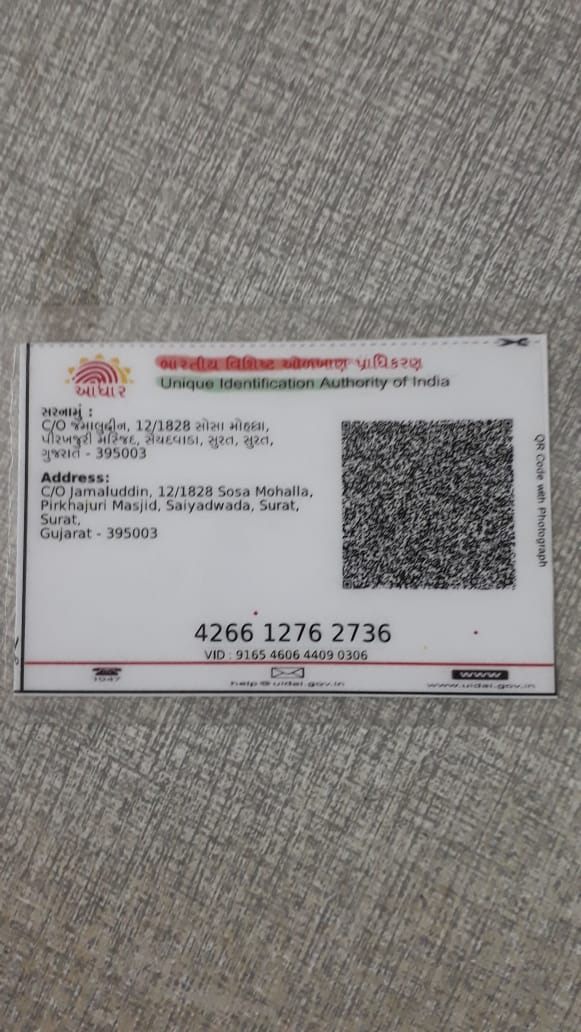 આધાર
ભારતીય વિશિષ્ટ ઓળખાણ પ્રાધિકરણ
Unique Identification Authority of India
સરનામું :
C/O જમાલુદ્દીન, 12/1828 સોસા મોહલ્લા,
પીરખજુરી મસ્જિદ, સૈયદવાડા, સુરત, સુરત,
ગુજરાત - 395003
Address:
C/O Jamaluddin, 12/1828 Sosa Mohalla,
Pirkhajuri Masjid, Saiyadwada, Surat,
Surat,
Gujarat - 395003
QR Code with Photograph
4266 1276 2736
VID : 9165 4606 4409 0306
1947
help@uidai.gov.in
www
www.uidai.gov.in